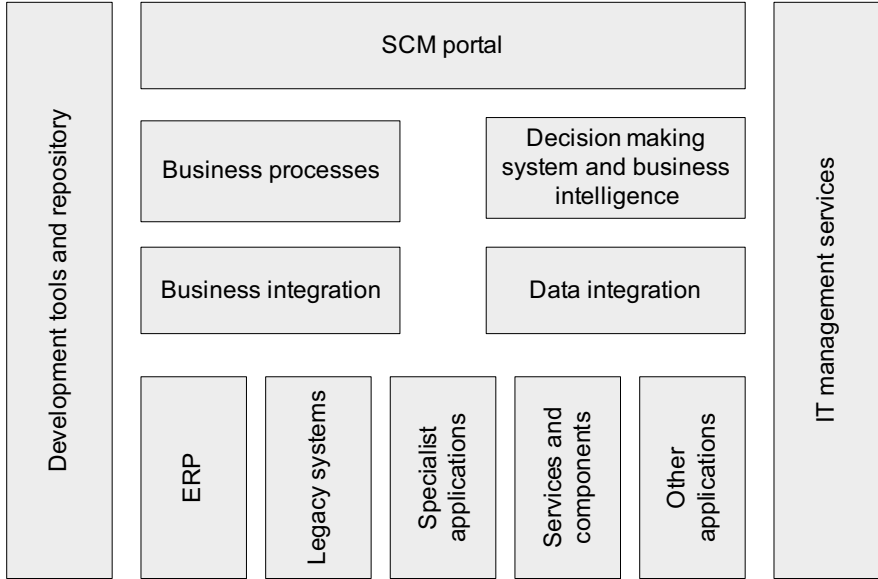 Development tools and repository
SCM portal
Business processes
Decision making
system and business
intelligence
Business integration
Data integration
ERP
Legacy systems
Specialist
applications
Services and
components
Other
applications
IT management services